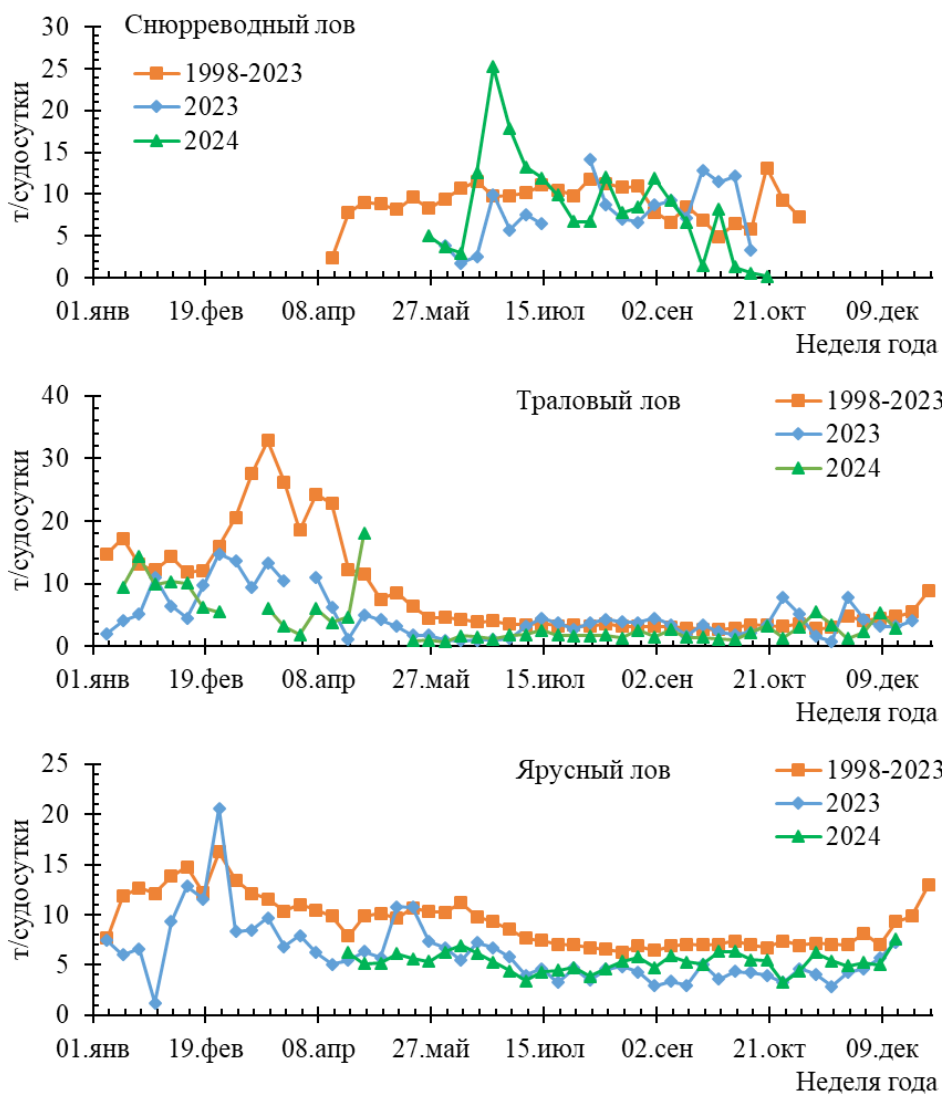 Снюрреводный лов
1998-2023
2023
2024
т/судосутки
30
25
20
15
10
5
0
01.янв 19.фев 08.апр 27.май 15.июл 02.сен 21.окт 09.дек
Неделя года
Траловый лов
1998-2023
2023
2024
т/судосутки
40
30
20
10
0
01.янв 19.фев 08.апр 27.май 15.июл 02.сен 21.окт 09.дек
Неделя года
Ярусный лов
1998-2023
2023
2024
т/судосутки
25
20
15
10
5
0
01.янв 19.фев 08.апр 27.май 15.июл 02.сен 21.окт 09.дек
Неделя года